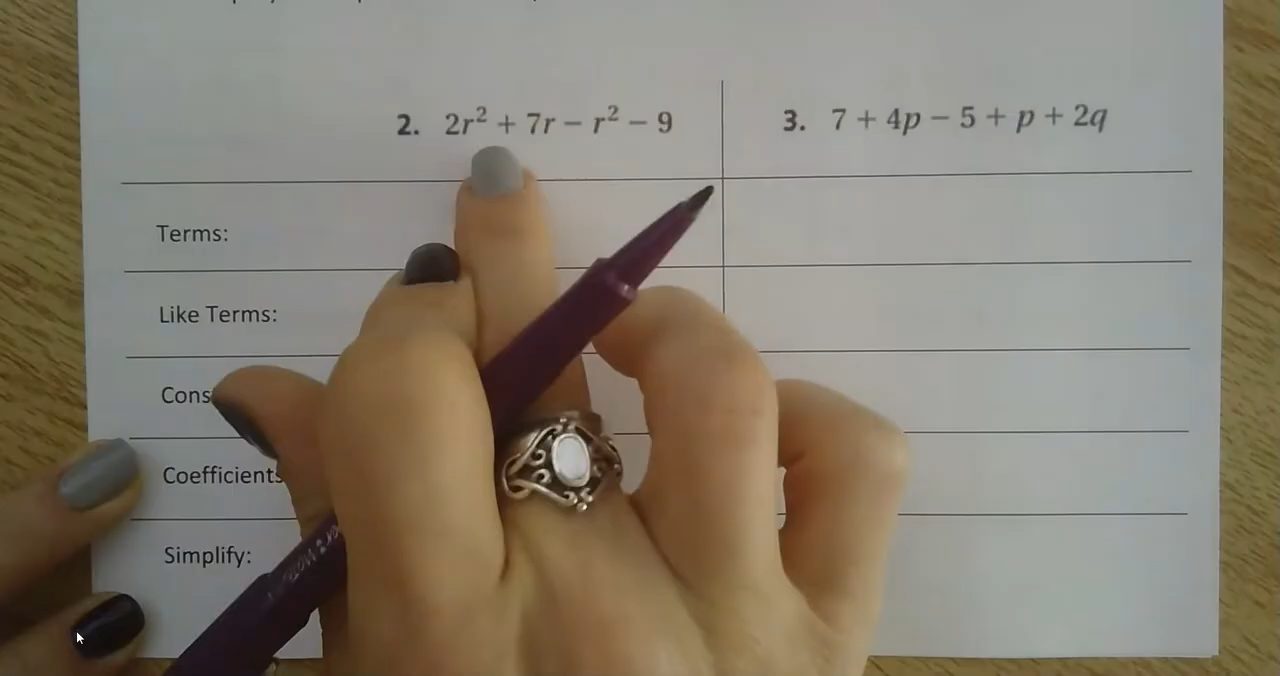 2. 2r² + 7r − r² − 9
3. 7 + 4p − 5 + p + 2q
Terms:
Like Terms:
Cons
Coefficients
Simplify: